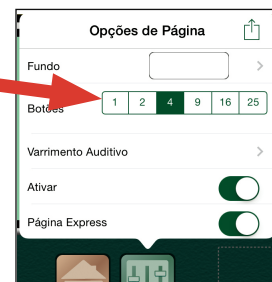 Opções de Página
Fundo
Botões 1 2 4 9 16 25
Varrimento Auditivo
Ativar
Página Express